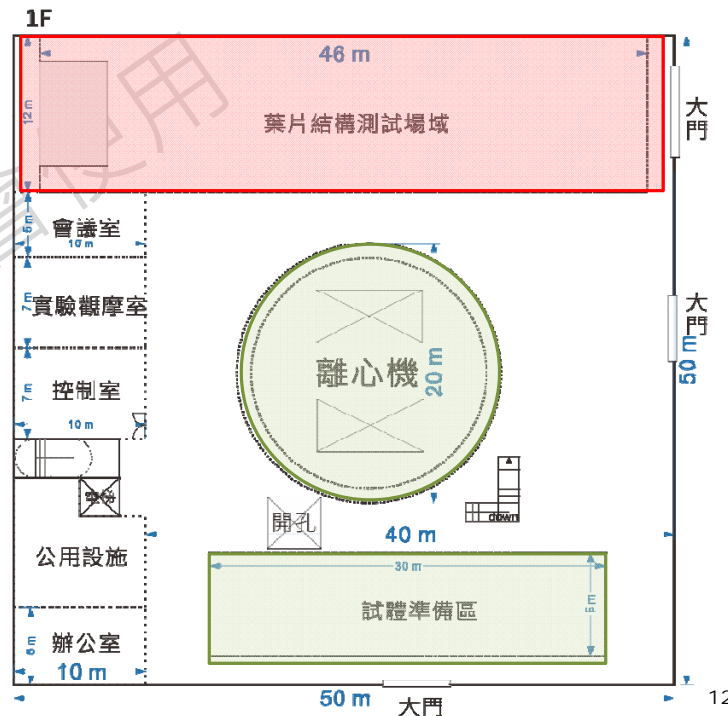 1F
46 m
12 m
葉片結構測試場域
大門
會使用
5 m
會議室
10 m
7 m
實驗觀摩室
離心機
20 m
大門
50 m
7 m
控制室
10 m
down
開孔
40 m
公用設施
30 m
試體準備區
6 m
辦公室
10 m
50 m
大門
12